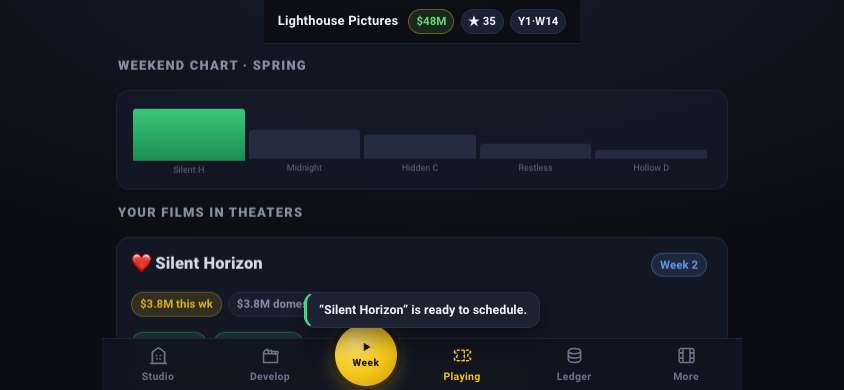 Lighthouse Pictures $48M ★ 35 Y1·W14
WEEKEND CHART · SPRING
Silent H Midnight Hidden C Restless Hollow D
YOUR FILMS IN THEATERS
❤️ Silent Horizon Week 2
$3.8M this wk $3.8M domes
“Silent Horizon” is ready to schedule.
Studio Develop Week Playing Ledger More